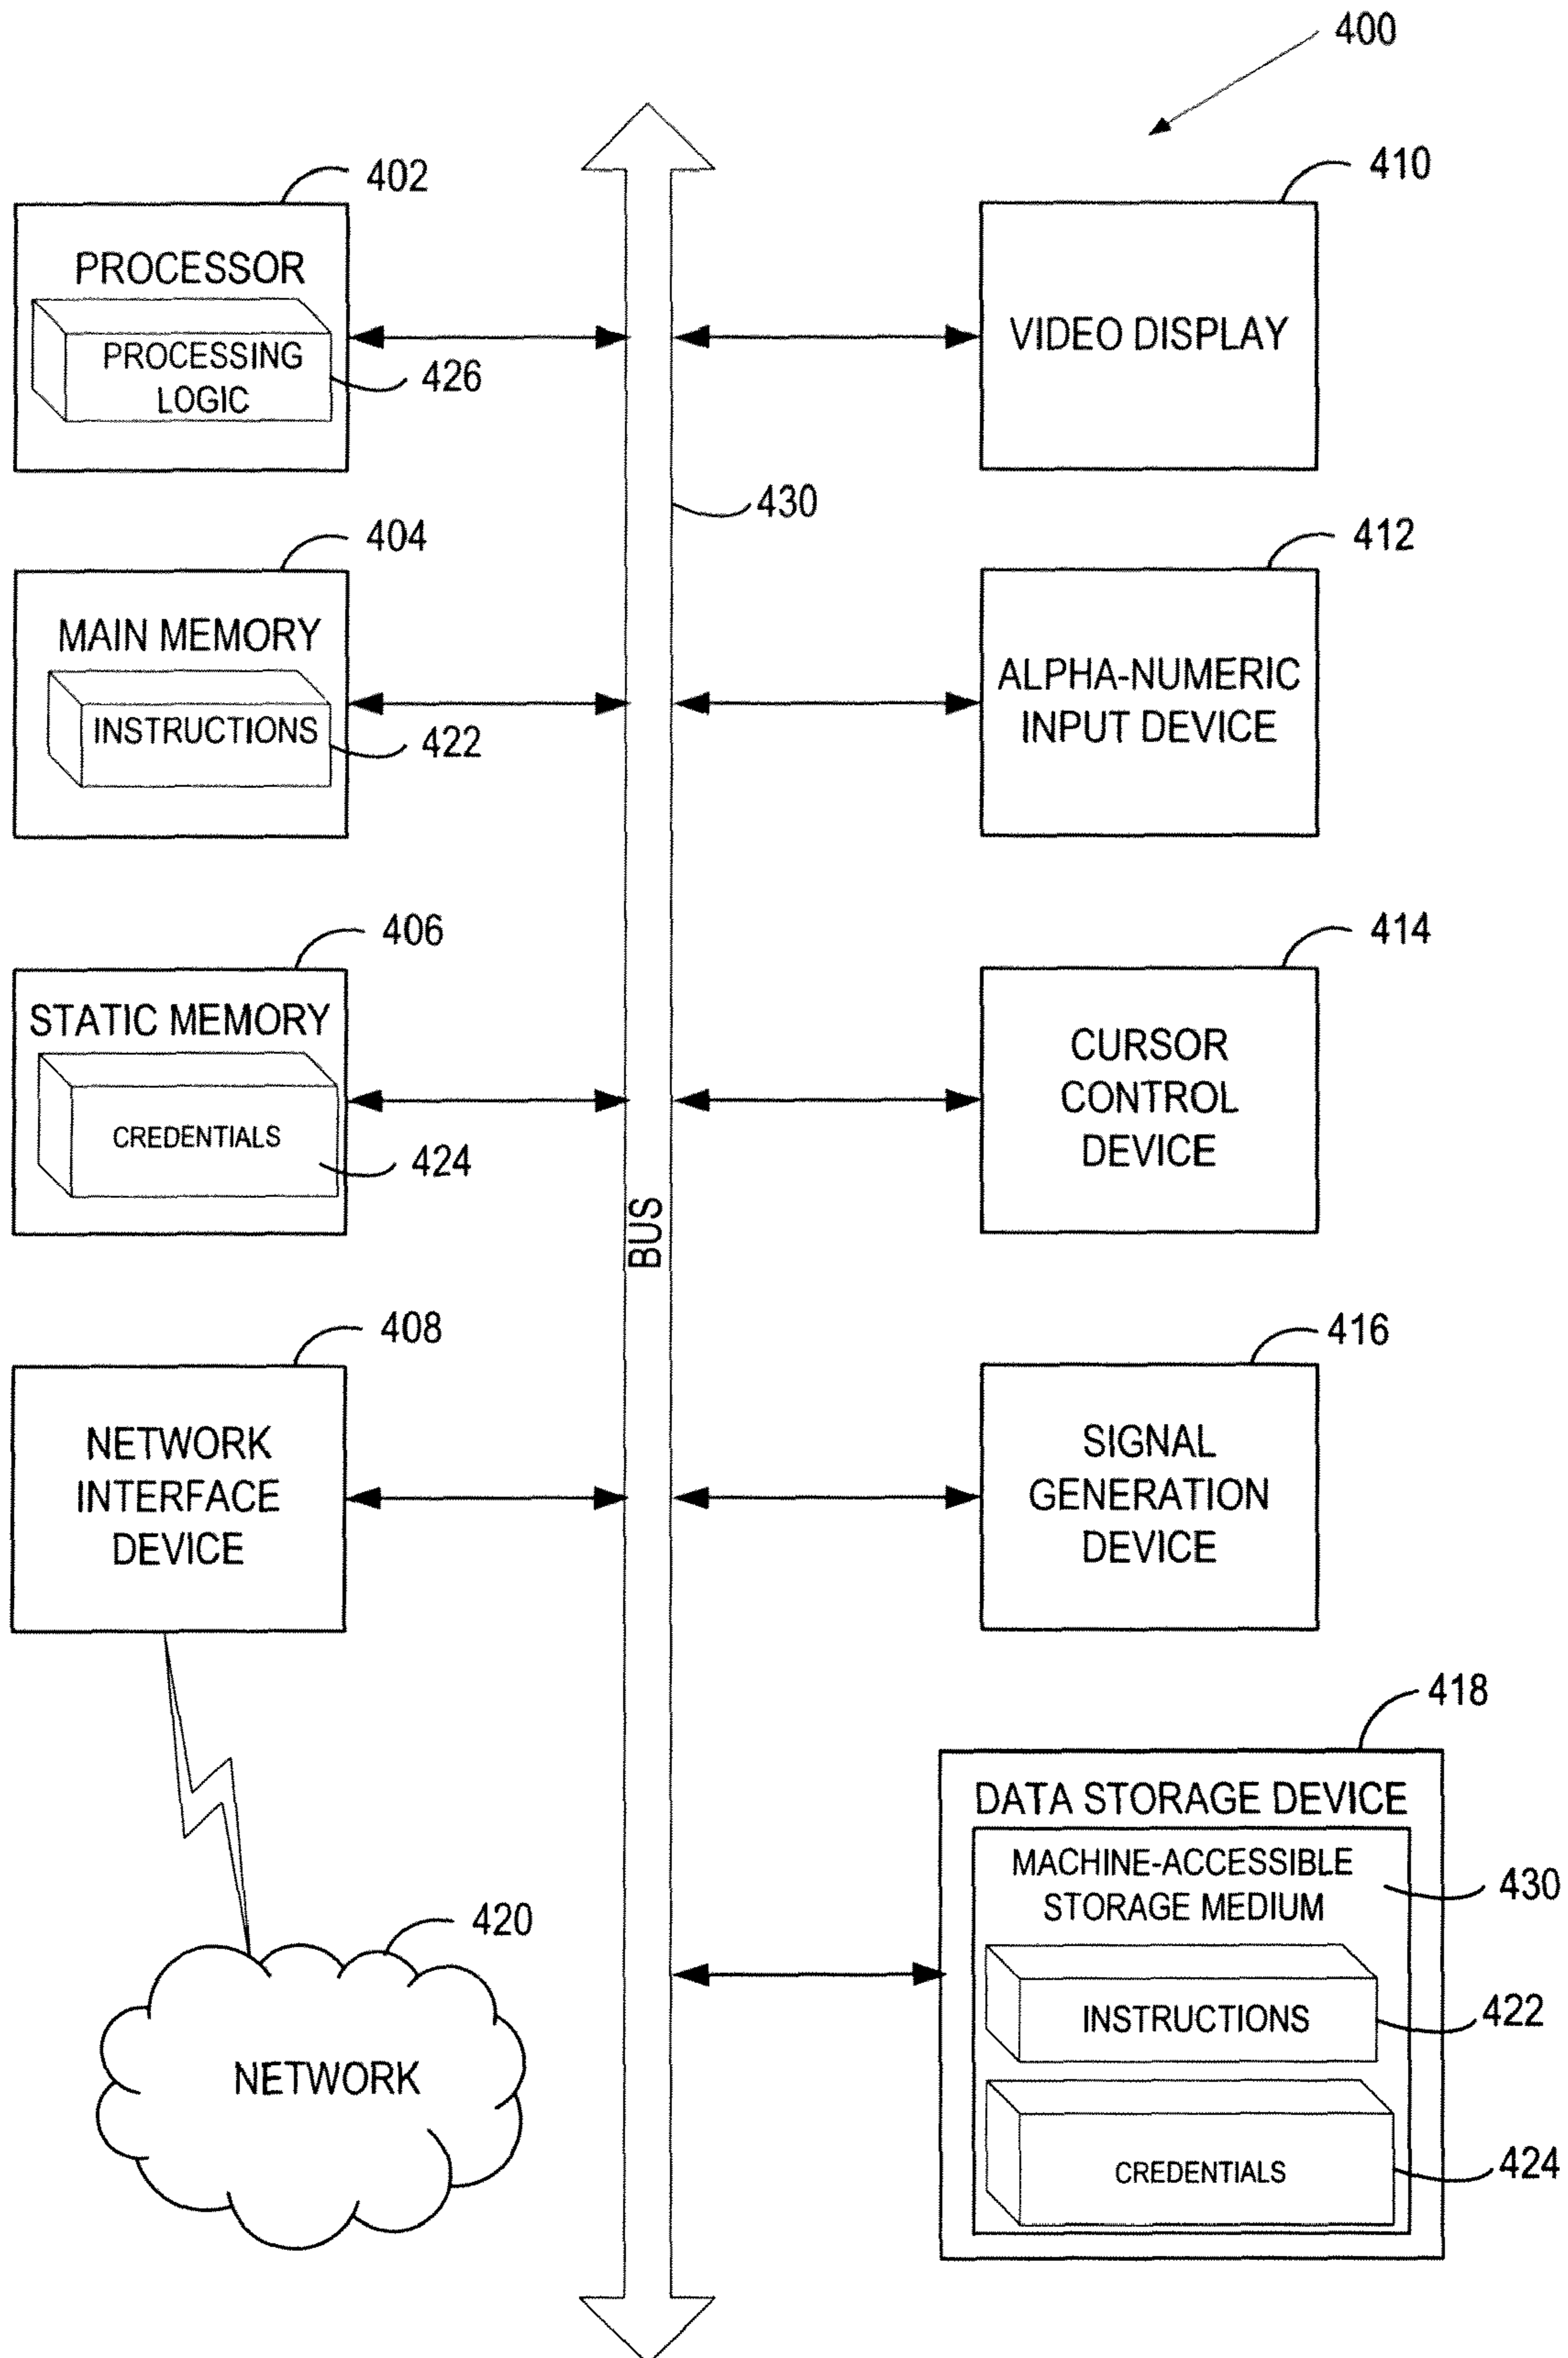 400
402
PROCESSOR
PROCESSING
LOGIC
426
410
VIDEO DISPLAY
430
404
MAIN MEMORY
INSTRUCTIONS
422
412
ALPHA-NUMERIC
INPUT DEVICE
406
STATIC MEMORY
CREDENTIALS
424
414
CURSOR
CONTROL
DEVICE
BUS
408
NETWORK
INTERFACE
DEVICE
416
SIGNAL
GENERATION
DEVICE
420
NETWORK
418
DATA STORAGE DEVICE
MACHINE-ACCESSIBLE
STORAGE MEDIUM
430
INSTRUCTIONS
422
CREDENTIALS
424